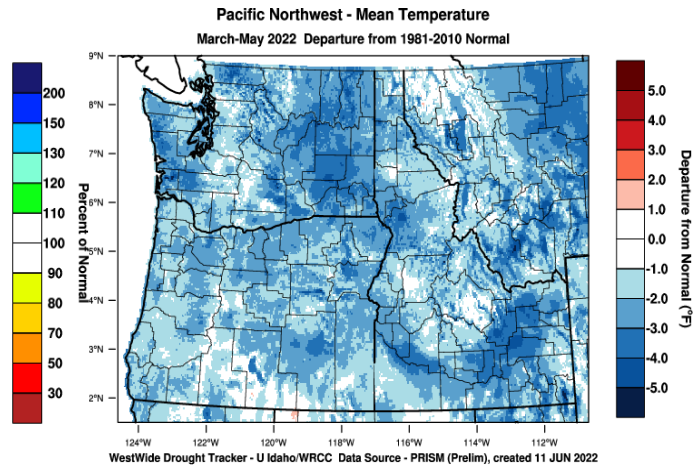 Pacific Northwest - Mean Temperature
March-May 2022 Departure from 1981-2010 Normal
200
150
130
120
110
100
90
80
70
50
30
Percent of Normal
9°N
8°N
7°N
6°N
5°N
4°N
3°N
2°N
124°W
122°W
120°W
118°W
116°W
114°W
112°W
5.0
4.0
3.0
2.0
1.0
0.0
-1.0
-2.0
-3.0
-4.0
-5.0
Departure from Normal (°F)
WestWide Drought Tracker - U Idaho/WRCC Data Source - PRISM (Prelim), created 11 JUN 2022